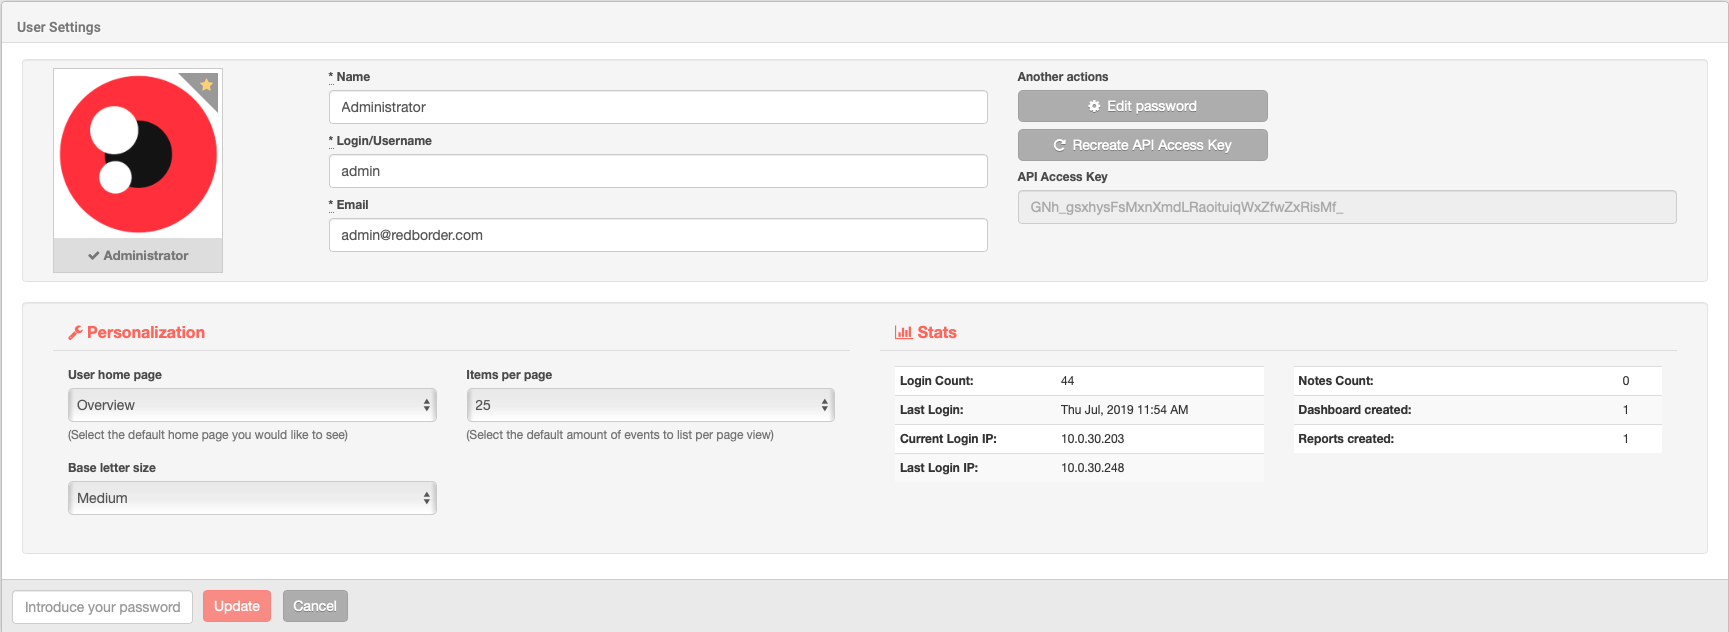 User Settings
Administrator
* Name
Administrator
* Login/Username
admin
* Email
admin@redborder.com
Another actions
Edit password
Recreate API Access Key
API Access Key
GNh_gsxhysFsMxnXmdLRaoituiqWxZfwZxRisMf_
Personalization
User home page
Overview
(Select the default home page you would like to see)
Items per page
25
(Select the default amount of events to list per page view)
Base letter size
Medium
Stats
Login Count: 44
Last Login: Thu Jul, 2019 11:54 AM
Current Login IP: 10.0.30.203
Last Login IP: 10.0.30.248
Notes Count: 0
Dashboard created: 1
Reports created: 1
Introduce your password
Update
Cancel